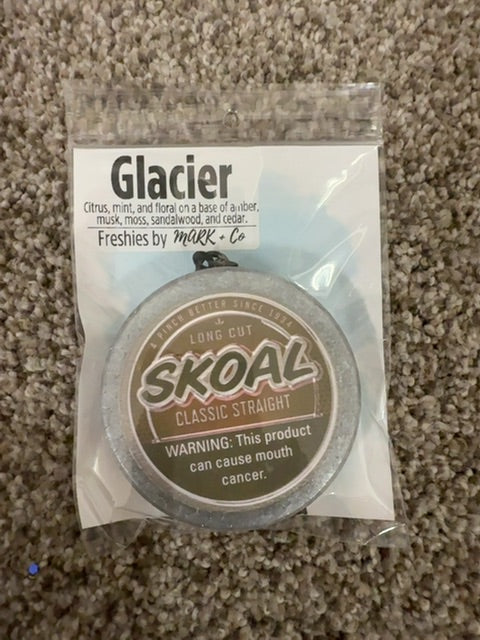 Glacier
Citrus, mint, and floral on a base of amber,
musk, moss, sandalwood, and cedar.
Freshies by MARK + Co
A PINCH BETTER SINCE 1934
LONG CUT
SKOAL
CLASSIC STRAIGHT
WARNING: This product
can cause mouth
cancer.